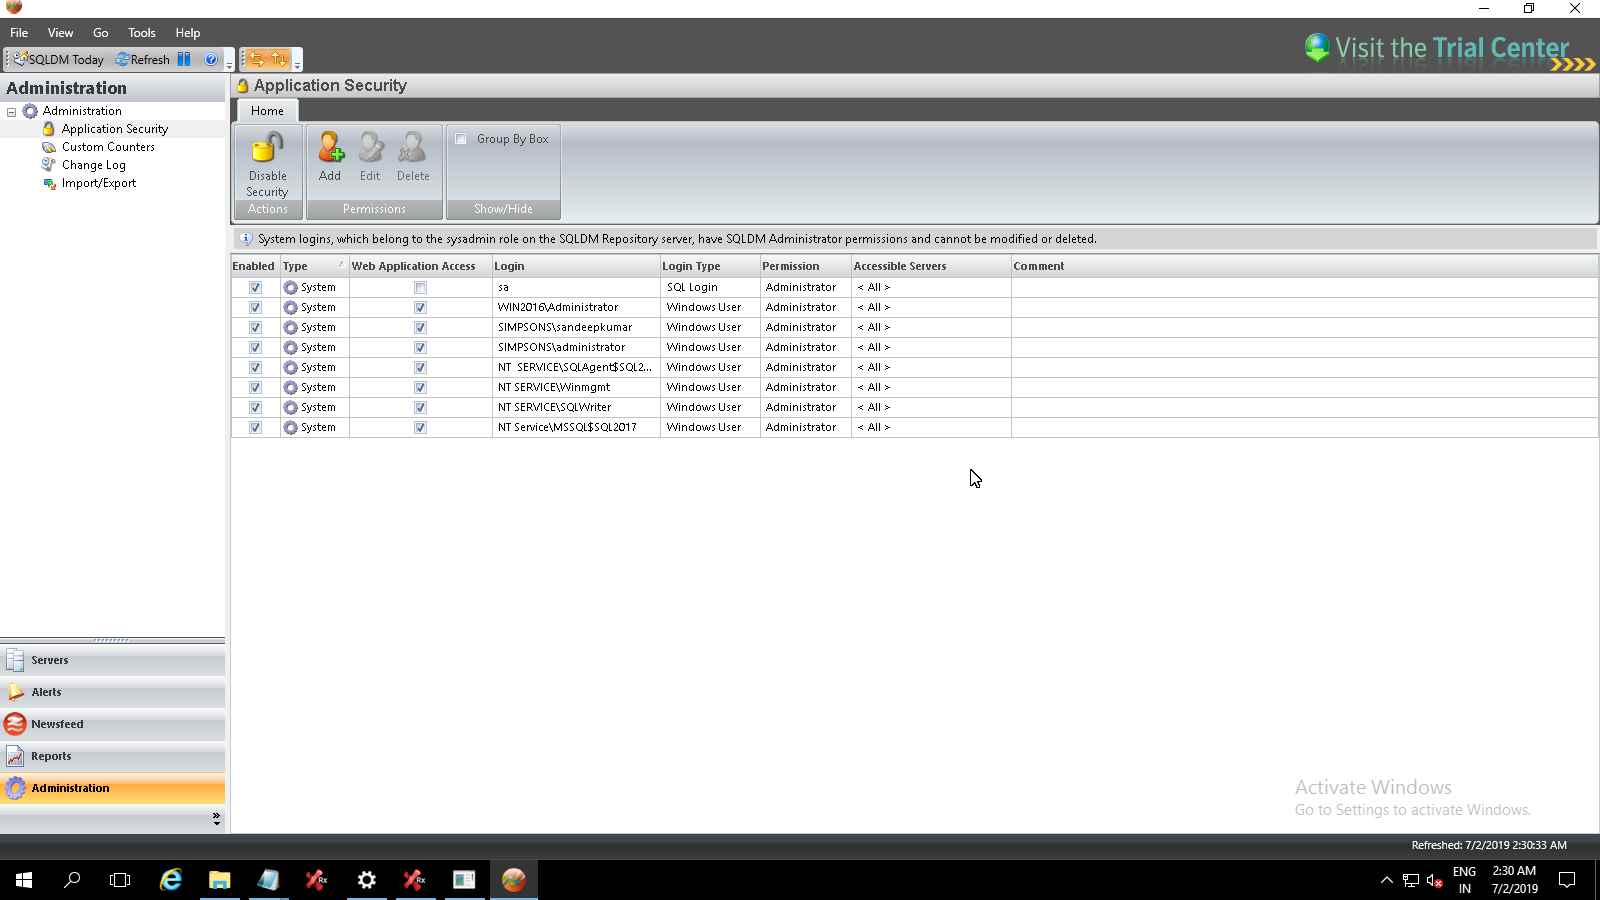 File View Go Tools Help
SQLDM Today Refresh
Visit the Trial Center
Administration
Administration
Application Security
Custom Counters
Change Log
Import/Export
Application Security
Home
Disable Security
Add Edit Delete
Group By Box
Actions Permissions Show/Hide
System logins, which belong to the sysadmin role on the SQLDM Repository server, have SQLDM Administrator permissions and cannot be modified or deleted.
Enabled Type Web Application Access Login Login Type Permission Accessible Servers Comment
System sa SQL Login Administrator < All >
System WIN2016\Administrator Windows User Administrator < All >
System SIMPSONS\sandeepkumar Windows User Administrator < All >
System SIMPSONS\administrator Windows User Administrator < All >
System NT SERVICE\SQLAgent$SQL2... Windows User Administrator < All >
System NT SERVICE\Winmgmt Windows User Administrator < All >
System NT SERVICE\SQLWriter Windows User Administrator < All >
System NT Service\MSSQL$SQL2017 Windows User Administrator < All >
Servers
Alerts
Newsfeed
Reports
Administration
Activate Windows
Go to Settings to activate Windows.
Refreshed: 7/2/2019 2:30:33 AM
ENG
IN
2:30 AM
7/2/2019